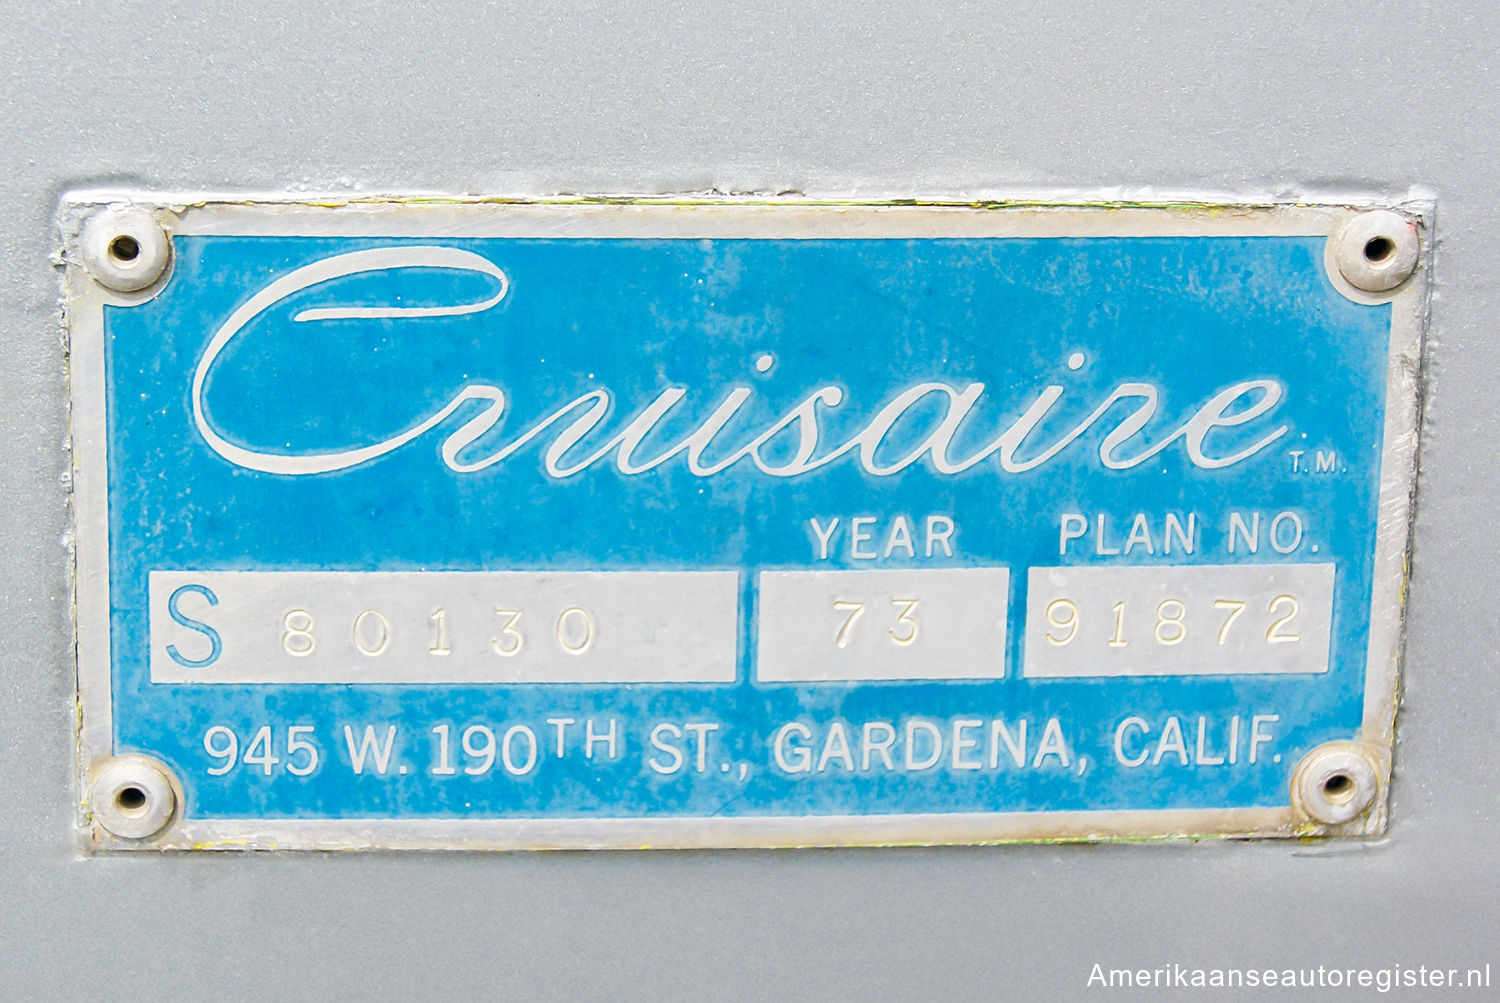 Cruisaire T.M.
YEAR PLAN NO.
S 80130 73 91872
945 W. 190TH ST., GARDENA, CALIF.
Amerikaanseautoregister.nl